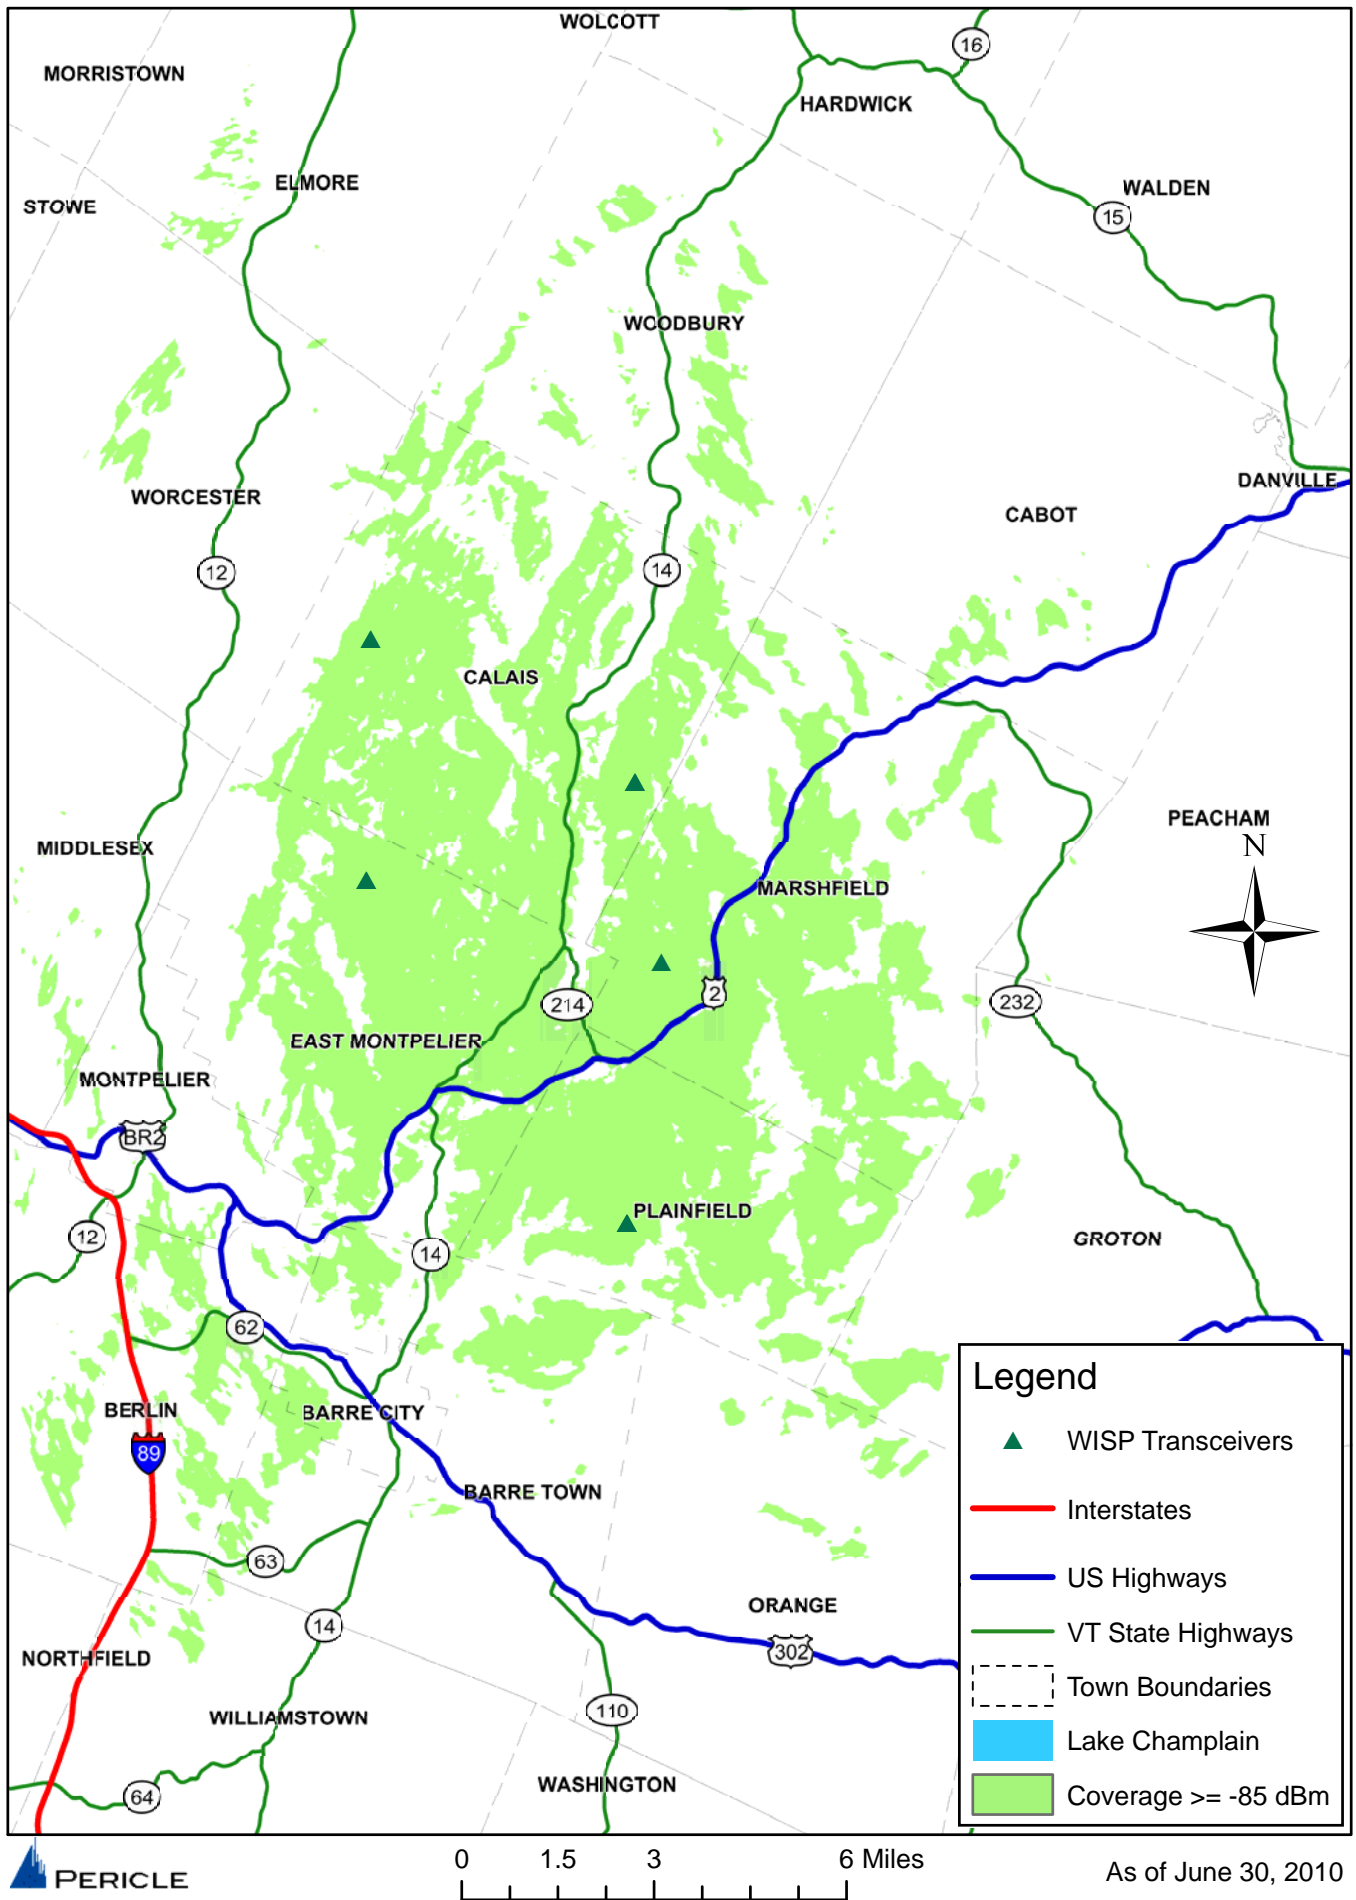 WOLCOTT
16
MORRISTOWN
HARDWICK
ELMORE
WALDEN
STOWE
15
WOODBURY
DANVILLE
WORCESTER
CABOT
12
14
CALAIS
PEACHAM
N
MIDDLESEX
MARSHFIELD
2
214
232
EAST MONTPELIER
MONTPELIER
BR2
PLAINFIELD
12
14
GROTON
62
BERLIN
BARRE CITY
89
BARRE TOWN
63
ORANGE
14
302
NORTHFIELD
110
WILLIAMSTOWN
WASHINGTON
64
Legend
WISP Transceivers
Interstates
US Highways
VT State Highways
Town Boundaries
Lake Champlain
Coverage >= -85 dBm
PERICLE
0 1.5 3 6 Miles
As of June 30, 2010